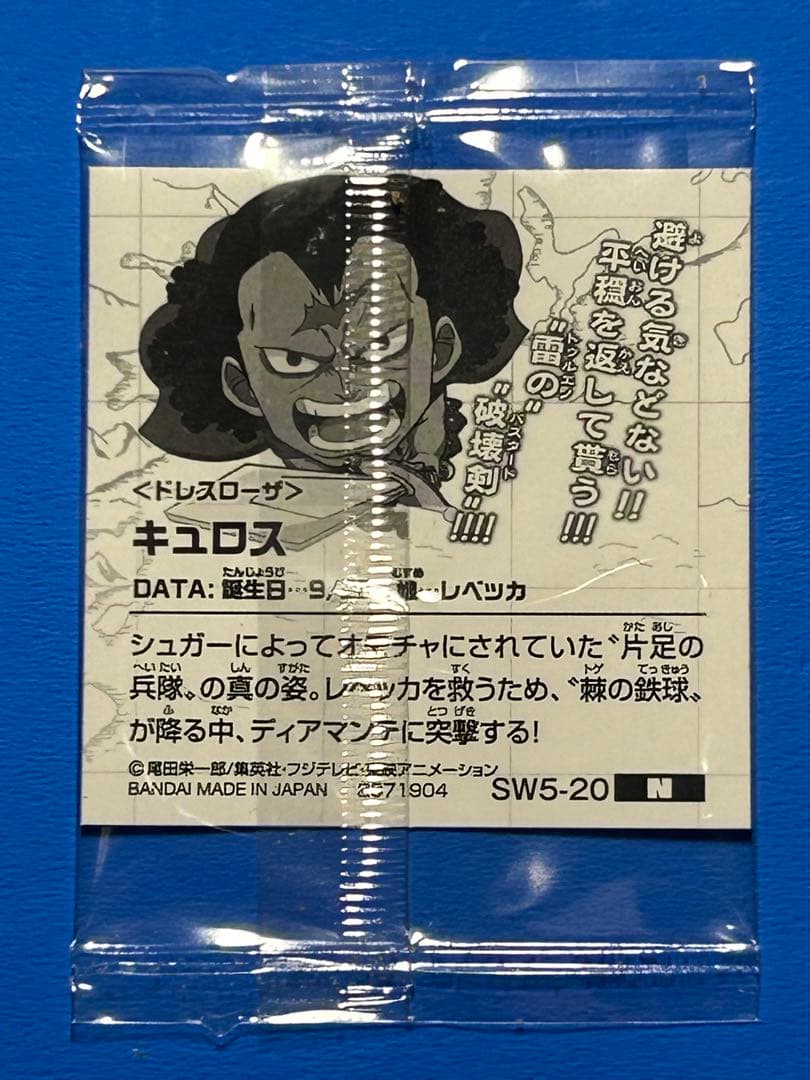 避ける気などない!!
平穏を返して貰う!!!
"雷の"
"破壊剣"!!!!
<ドレスローザ>
キュロス
DATA: 誕生日…9/ 娘…レベッカ
シュガーによってオモチャにされていた〝片足の
兵隊〟の真の姿。レベッカを救うため、〝棘の鉄球〟
が降る中、ディアマンテに突撃する!
©尾田栄一郎/集英社・フジテレビ・東映アニメーション
BANDAI MADE IN JAPAN 2671904
SW5-20 N